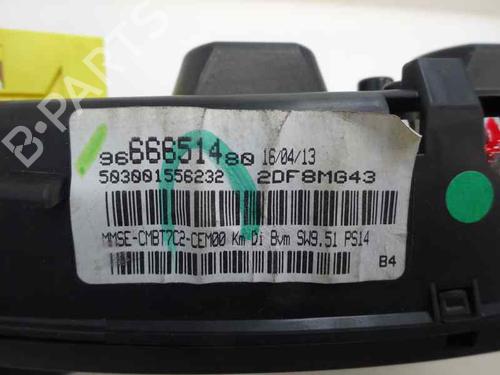 9666651480 16/04/13
503001556232 2DF8MG43
MMSE-CMBT7C2-CEM00 Km Di Bvm SW9.51 PS14
B4
B-PARTS